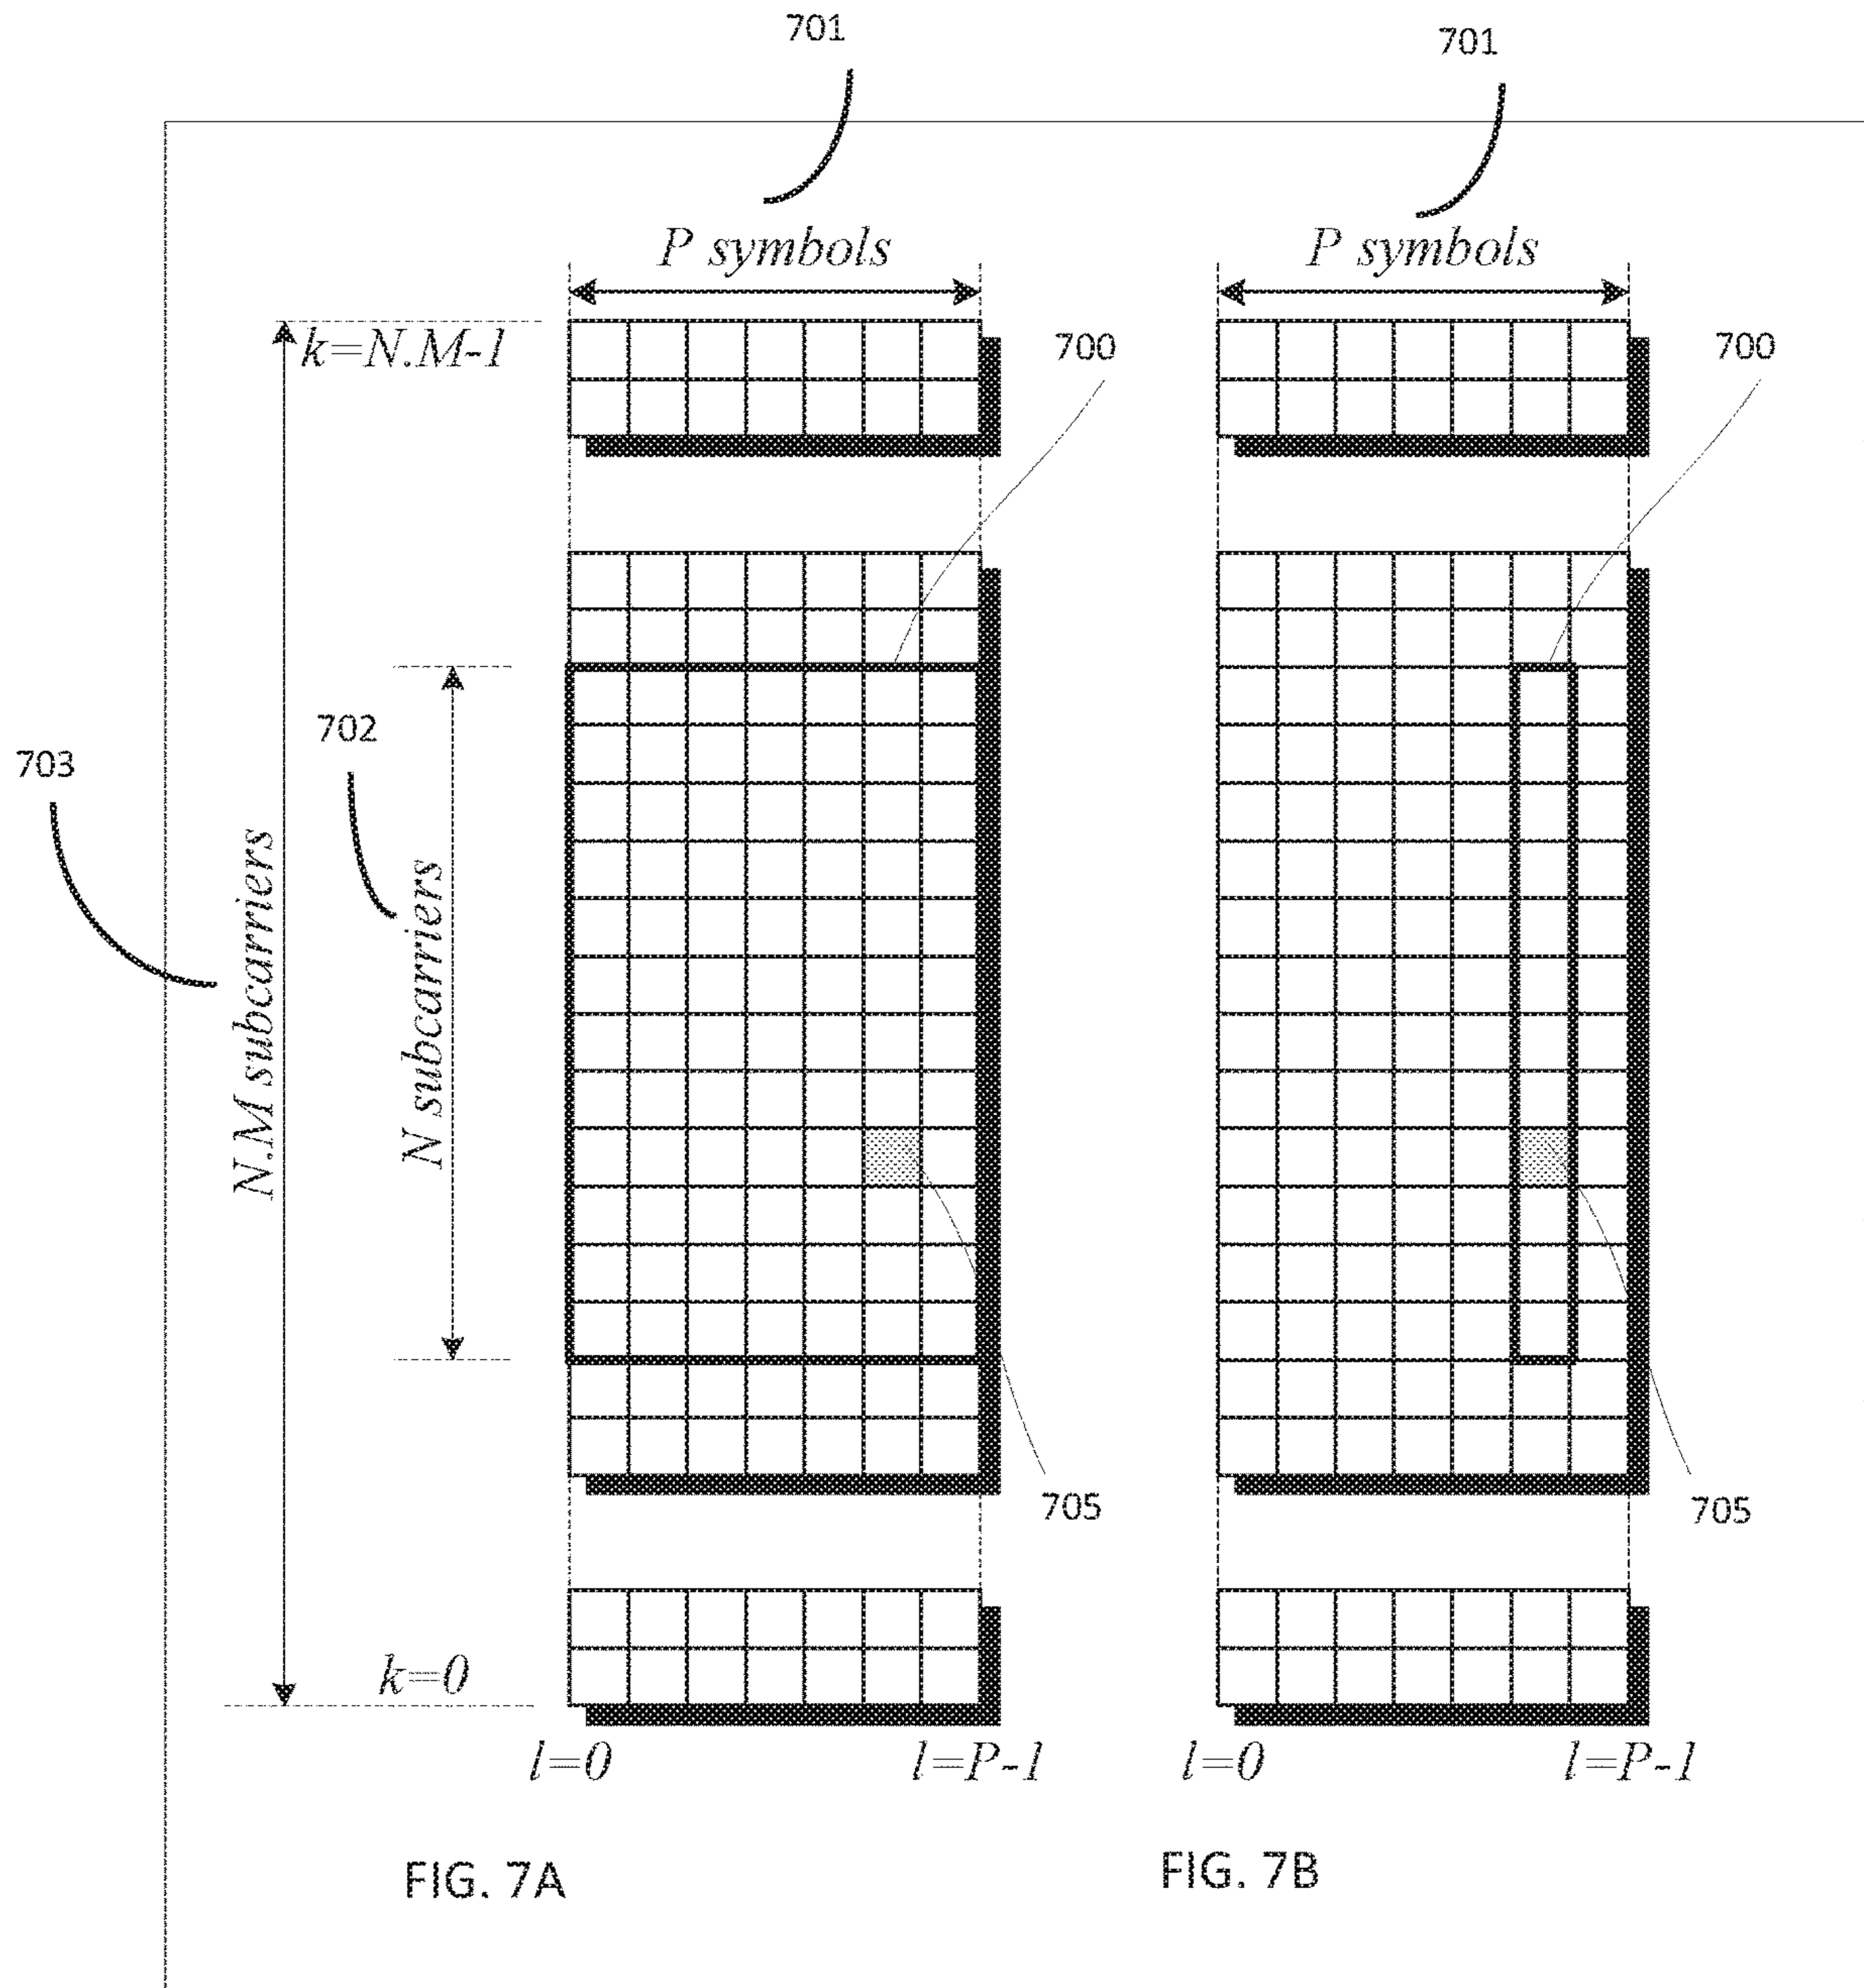 701
701
P symbols
P symbols
k=N.M-1
700
700
702
703
N.M subcarriers
N subcarriers
705
705
k=0
l=0
l=P-1
l=0
l=P-1
FIG. 7A
FIG. 7B